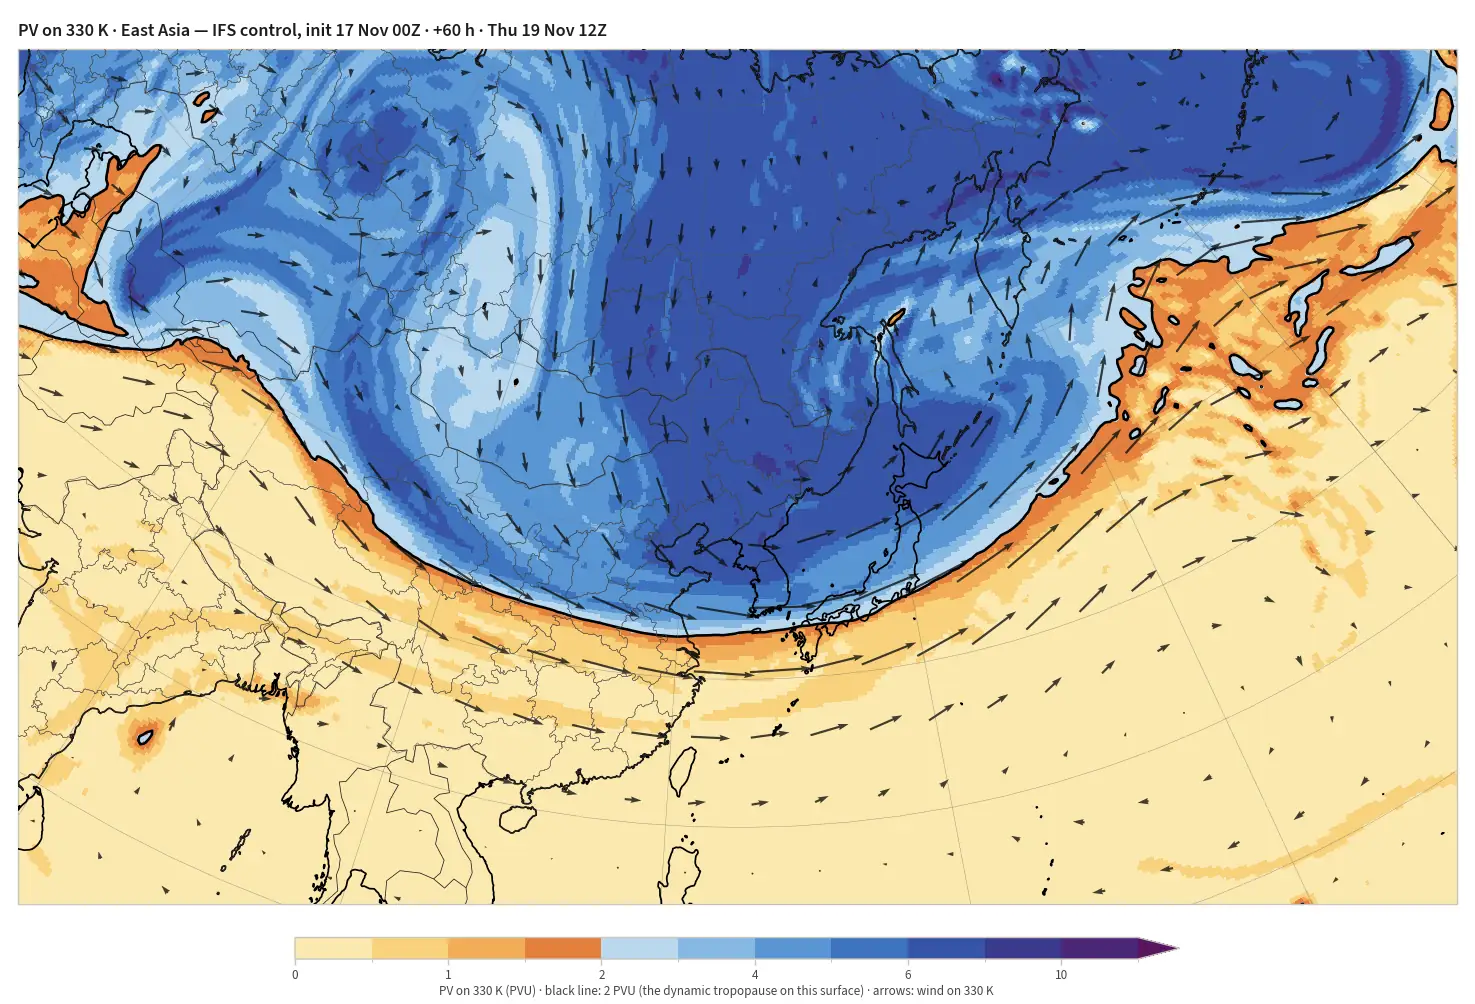 PV on 330 K · East Asia — IFS control, init 17 Nov 00Z · +60 h · Thu 19 Nov 12Z
0 1 2 4 6 10
PV on 330 K (PVU) · black line: 2 PVU (the dynamic tropopause on this surface) · arrows: wind on 330 K